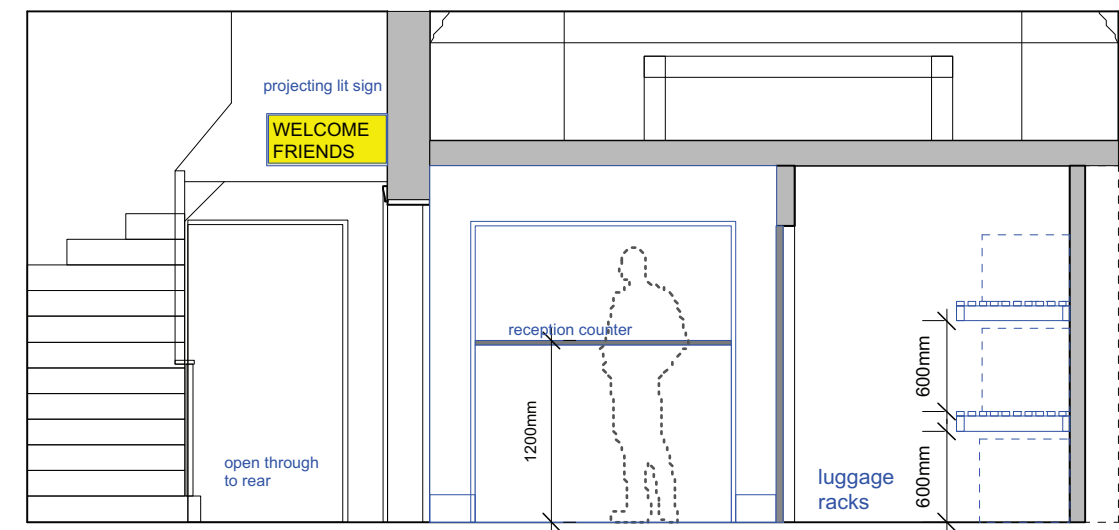 projecting lit sign
WELCOME
FRIENDS
reception counter
600mm
1200mm
open through
to rear
luggage
racks
600mm